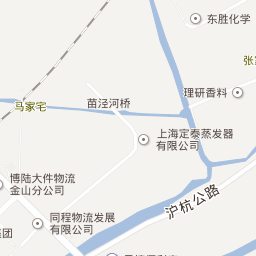 东胜化学
张
理研香料
马家宅
苗泾河桥
上海定泰蒸发器
有限公司
博陆大件物流
金山分公司
沪杭公路
同程物流发展
有限公司
集团